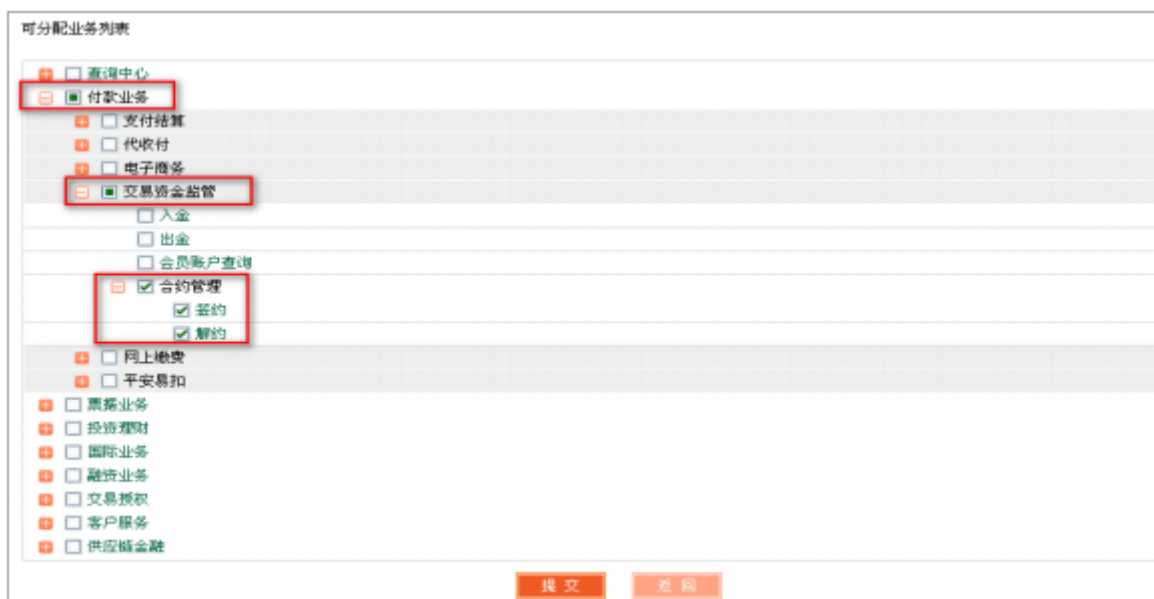 可分配业务列表
查询中心
付款业务
支付结算
代收付
电子商务
交易资金监管
入金
出金
会员账户查询
合约管理
签约
解约
网上缴费
平安易扣
票据业务
投资理财
国际业务
融资业务
交易授权
客户服务
供应链金融
提交 返回